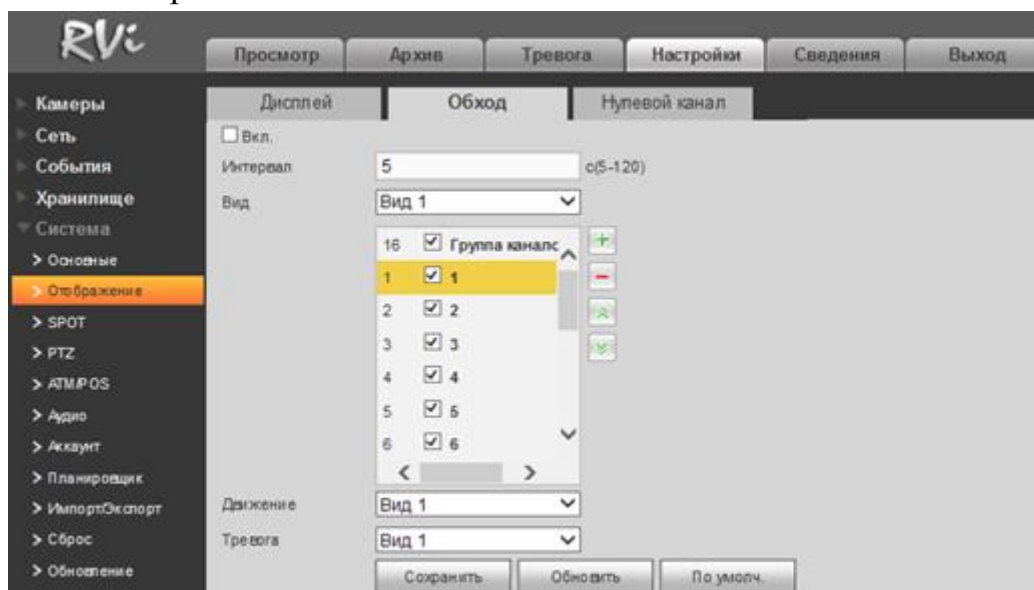 RVi
Просмотр Архив Тревога Настройки Сведения Выход
Камеры
Сеть
События
Хранилище
Система
> Основные
> Отображение
> SPOT
> PTZ
> ATM/POS
> Аудио
> Аккаунт
> Планировщик
> Импорт/Экспорт
> Сброс
> Обновление
Дисплей Обход Нулевой канал
Вкл.
Интервал 5 с(5-120)
Вид Вид 1
16 Группа каналс
1 1
2 2
3 3
4 4
5 5
6 6
Движение Вид 1
Тревога Вид 1
Сохранить Обновить По умолч.